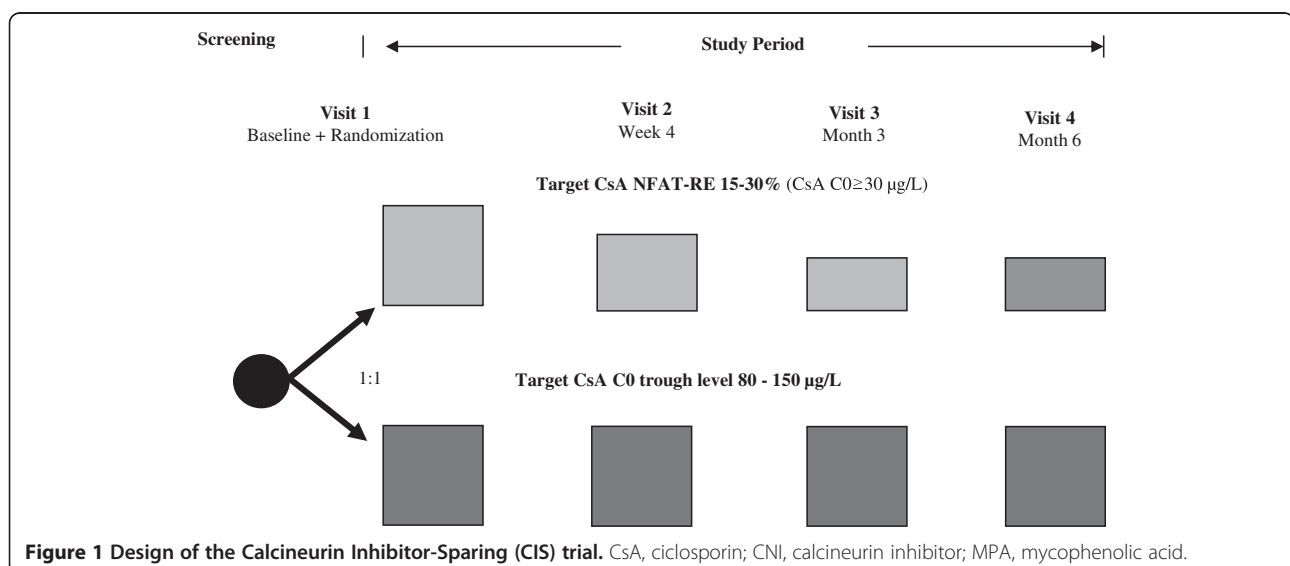 Screening
Study Period
Visit 1
Baseline + Randomization
Visit 2
Week 4
Visit 3
Month 3
Visit 4
Month 6
Target CsA NFAT-RE 15-30% (CsA C0≥30 µg/L)
1:1
Target CsA C0 trough level 80 - 150 µg/L
Figure 1 Design of the Calcineurin Inhibitor-Sparing (CIS) trial. CsA, ciclosporin; CNI, calcineurin inhibitor; MPA, mycophenolic acid.